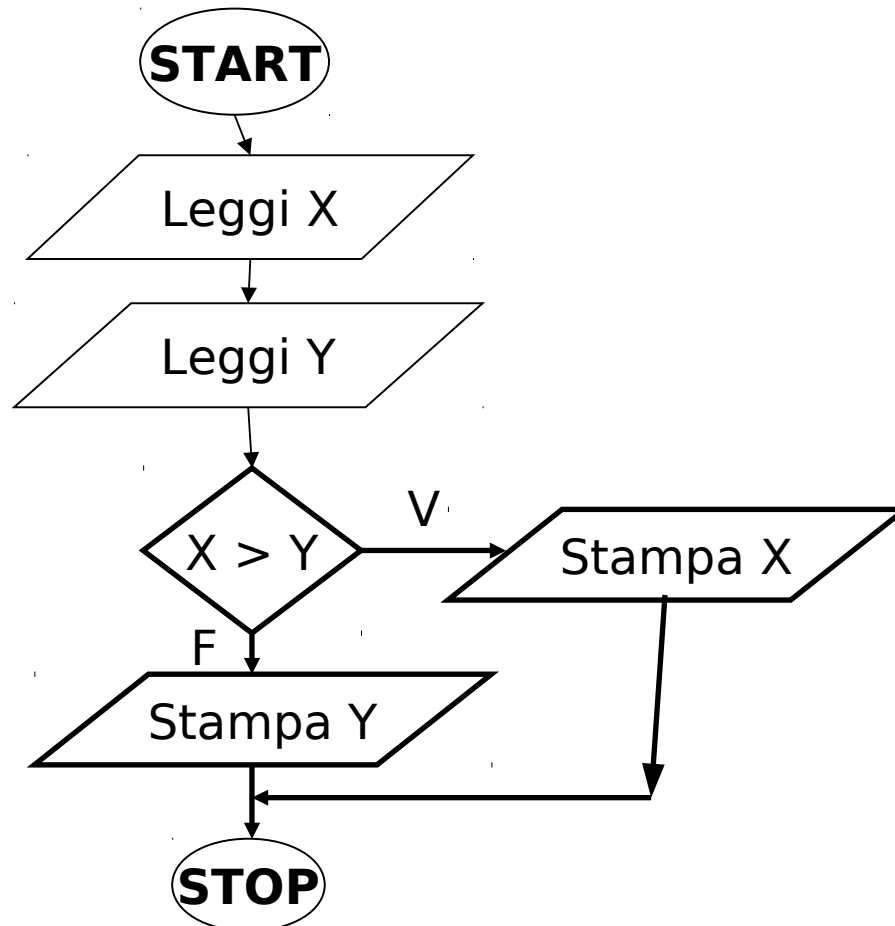 START
Leggi X
Leggi Y
X > Y
V
Stampa X
F
Stampa Y
STOP